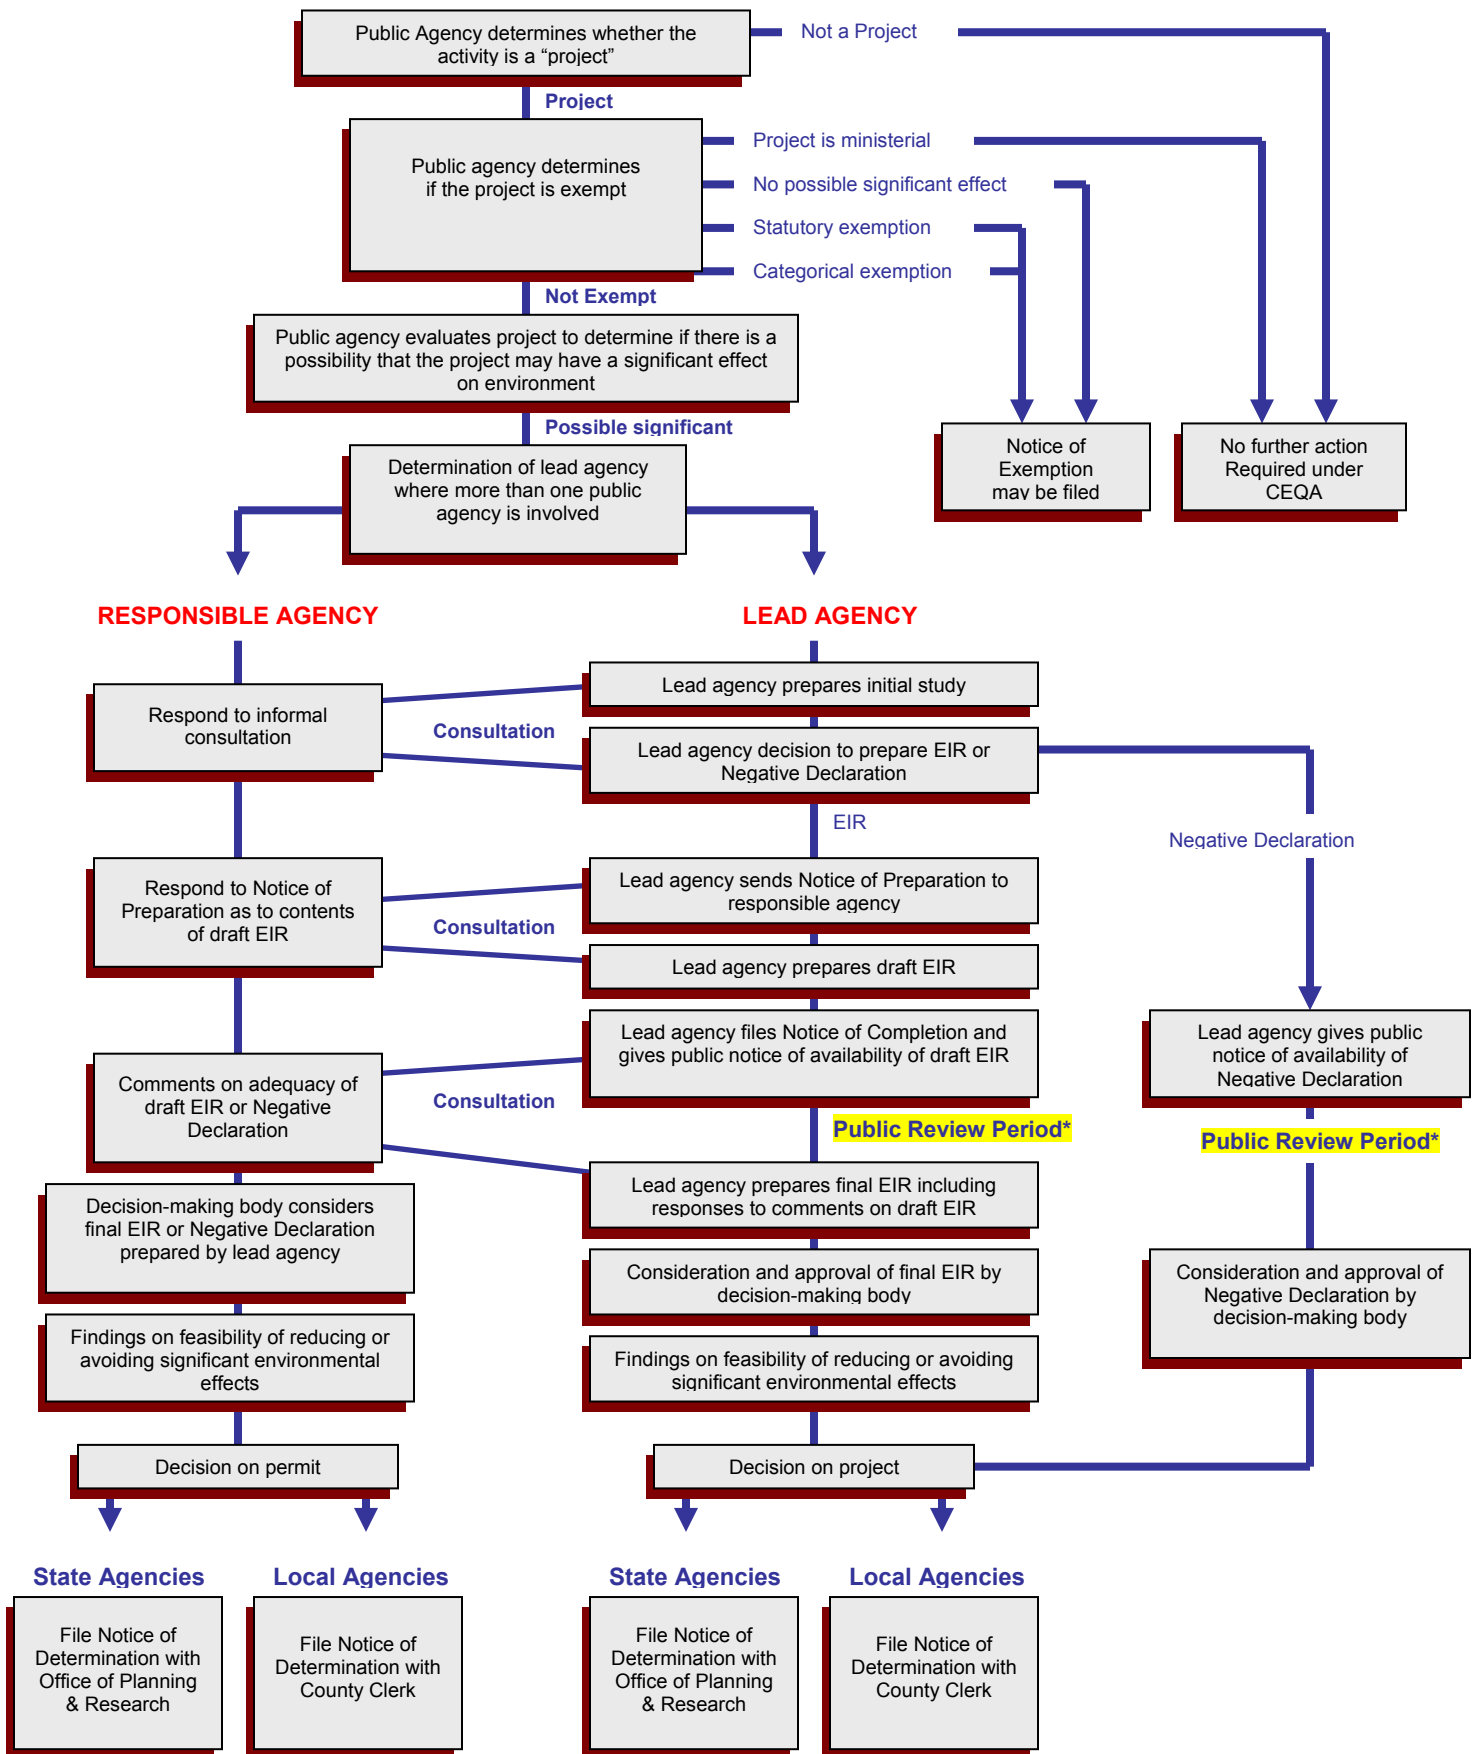 Public Agency determines whether the
activity is a “project”
Not a Project
Project
Public agency determines
if the project is exempt
Project is ministerial
No possible significant effect
Statutory exemption
Categorical exemption
Not Exempt
Public agency evaluates project to determine if there is a
possibility that the project may have a significant effect
on environment
Possible significant
Determination of lead agency
where more than one public
agency is involved
Notice of
Exemption
may be filed
No further action
Required under
CEQA
RESPONSIBLE AGENCY
LEAD AGENCY
Respond to informal
consultation
Consultation
Lead agency prepares initial study
Lead agency decision to prepare EIR or
Negative Declaration
EIR
Negative Declaration
Respond to Notice of
Preparation as to contents
of draft EIR
Consultation
Lead agency sends Notice of Preparation to
responsible agency
Lead agency prepares draft EIR
Lead agency files Notice of Completion and
gives public notice of availability of draft EIR
Lead agency gives public
notice of availability of
Negative Declaration
Comments on adequacy of
draft EIR or Negative
Declaration
Consultation
Public Review Period*
Public Review Period*
Decision-making body considers
final EIR or Negative Declaration
prepared by lead agency
Lead agency prepares final EIR including
responses to comments on draft EIR
Consideration and approval of final EIR by
decision-making body
Consideration and approval of
Negative Declaration by
decision-making body
Findings on feasibility of reducing or
avoiding significant environmental
effects
Findings on feasibility of reducing or avoiding
significant environmental effects
Decision on permit
Decision on project
State Agencies
Local Agencies
State Agencies
Local Agencies
File Notice of
Determination with
Office of Planning
& Research
File Notice of
Determination with
County Clerk
File Notice of
Determination with
Office of Planning
& Research
File Notice of
Determination with
County Clerk